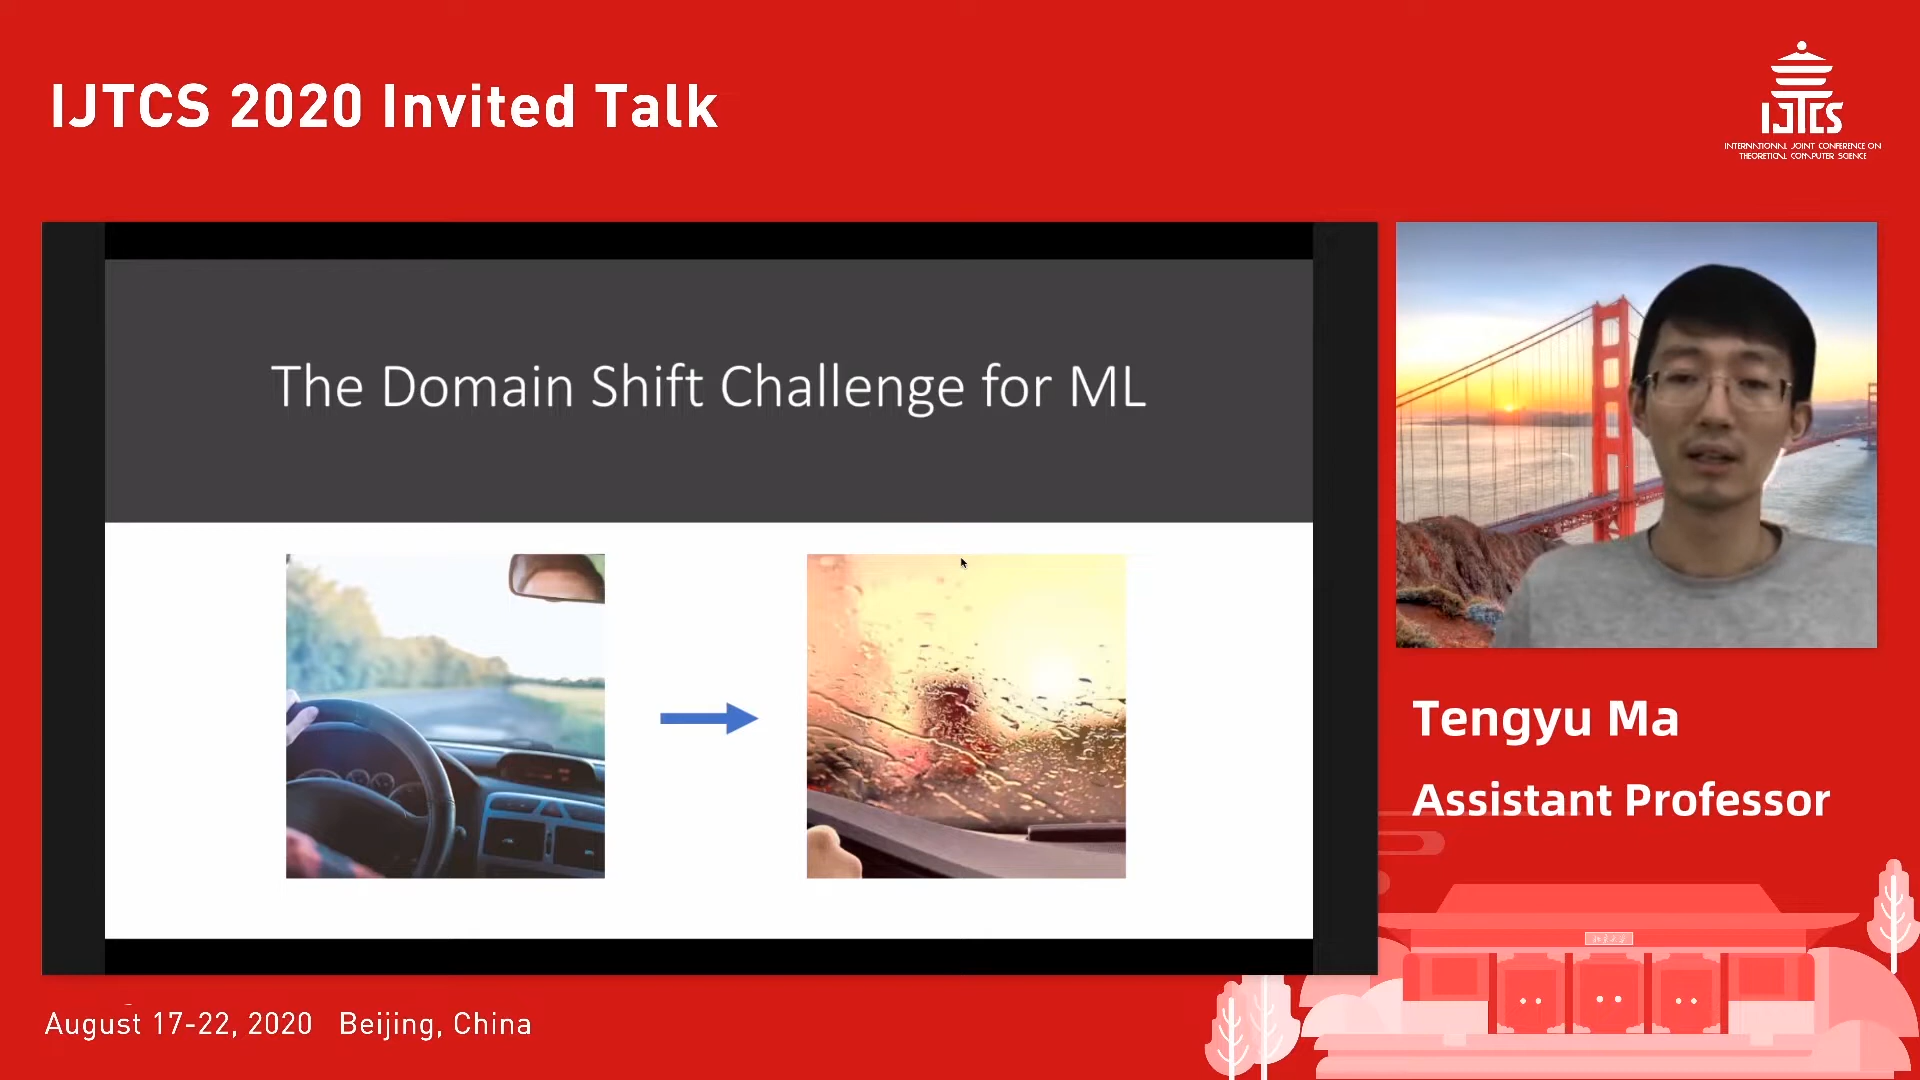 IJTCS 2020 Invited Talk
IJTCS
INTERNATIONAL JOINT CONFERENCE ON
THEORETICAL COMPUTER SCIENCE
The Domain Shift Challenge for ML
Tengyu Ma
Assistant Professor
August 17-22, 2020 Beijing, China